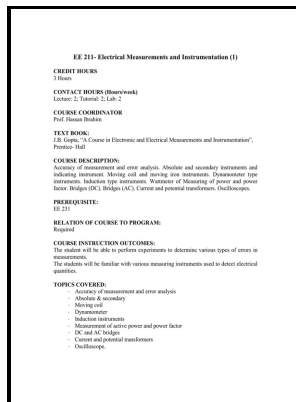 EE 211- Electrical Measurements and Instrumentation (1)
CREDIT HOURS
3 Hours
CONTACT HOURS (Hours/week)
Lecture: 2; Tutorial: 2; Lab: 2
COURSE COORDINATOR
Prof. Hassan Ibrahim
TEXT BOOK:
J.B. Gupta, "A Course in Electronic and Electrical Measurements and Instrumentation",
Prentice- Hall
COURSE DESCRIPTION:
Accuracy of measurement and error analysis. Absolute and secondary instruments and
indicating instrument. Moving coil and moving iron instruments. Dynamometer type
instruments. Induction type instruments. Wattmeter of Measuring of power and power
factor. Bridges (DC). Bridges (AC). Current and potential transformers. Oscilloscopes.
PREREQUISITE:
EE 231
RELATION OF COURSE TO PROGRAM:
Required
COURSE INSTRUCTION OUTCOMES:
The student will be able to perform experiments to determine various types of errors in
measurements.
The students will be familiar with various measuring instruments used to detect electrical
quantities.
TOPICS COVERED:
· Accuracy of measurement and error analysis
· Absolute & secondary
· Moving coil
· Dynamometer
· Induction instruments
· Measurement of active power and power factor
· DC and AC bridges
· Current and potential transformers
· Oscilloscope.